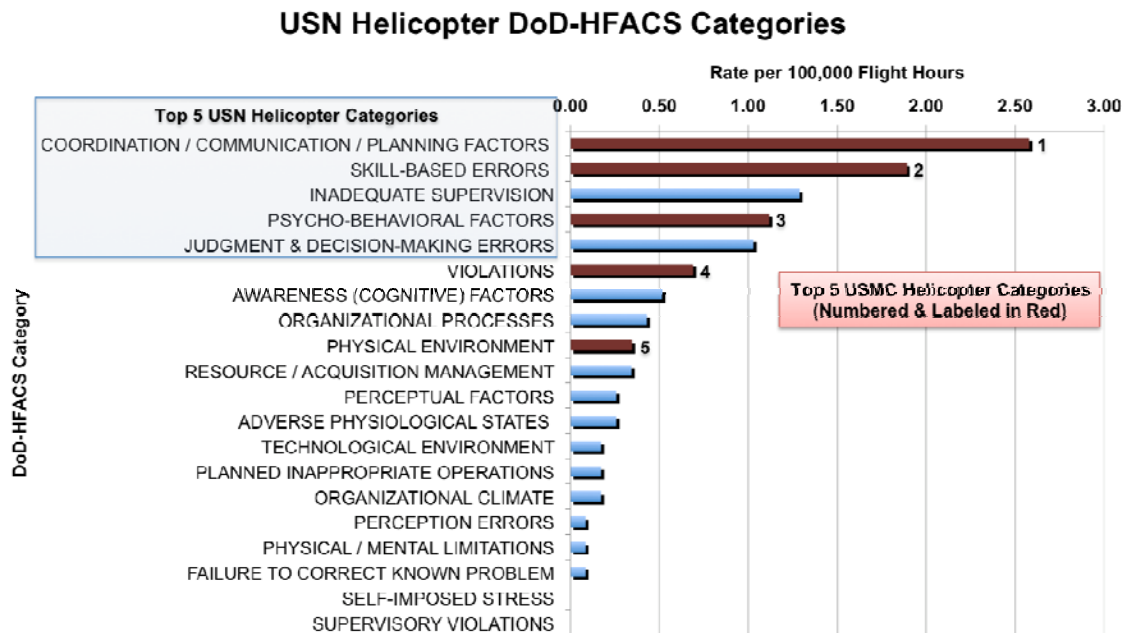 USN Helicopter DoD-HFACS Categories
Rate per 100,000 Flight Hours
0.00 0.50 1.00 1.50 2.00 2.50 3.00
Top 5 USN Helicopter Categories
COORDINATION / COMMUNICATION / PLANNING FACTORS 1
SKILL-BASED ERRORS 2
INADEQUATE SUPERVISION
PSYCHO-BEHAVIORAL FACTORS 3
JUDGMENT & DECISION-MAKING ERRORS
VIOLATIONS 4
AWARENESS (COGNITIVE) FACTORS
ORGANIZATIONAL PROCESSES
Top 5 USMC Helicopter Categories
(Numbered & Labeled in Red)
PHYSICAL ENVIRONMENT 5
RESOURCE / ACQUISITION MANAGEMENT
PERCEPTUAL FACTORS
ADVERSE PHYSIOLOGICAL STATES
TECHNOLOGICAL ENVIRONMENT
PLANNED INAPPROPRIATE OPERATIONS
ORGANIZATIONAL CLIMATE
PERCEPTION ERRORS
PHYSICAL / MENTAL LIMITATIONS
FAILURE TO CORRECT KNOWN PROBLEM
SELF-IMPOSED STRESS
SUPERVISORY VIOLATIONS
DoD-HFACS Category